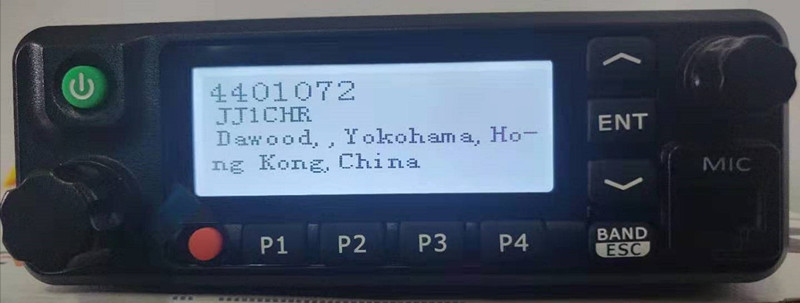 4401072
JJ1CHR
Dawood,,Yokohama,Ho-
ng Kong,China
ENT
MIC
P1 P2 P3 P4
BAND
ESC